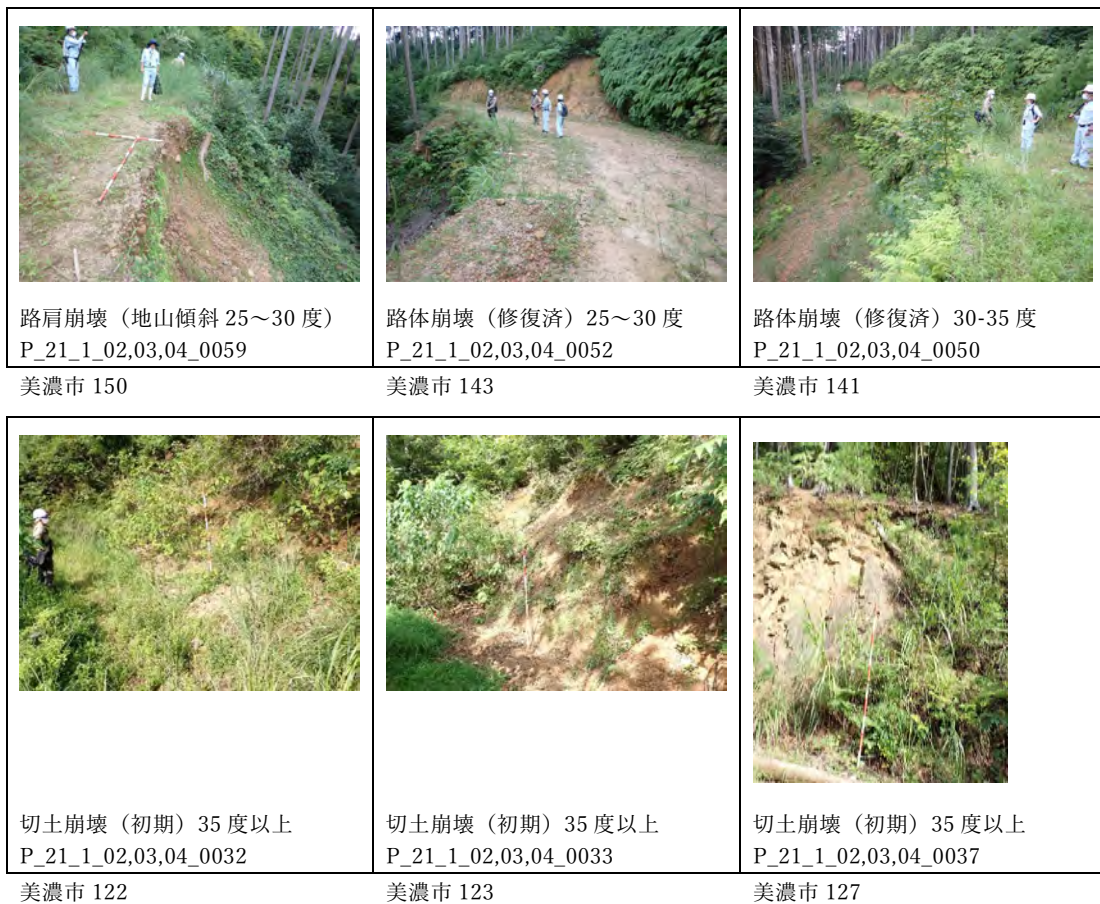 路肩崩壊（地山傾斜 25～30 度）
P_21_1_02,03,04_0059
路体崩壊（修復済）25～30 度
P_21_1_02,03,04_0052
路体崩壊（修復済）30-35 度
P_21_1_02,03,04_0050
美濃市 150
美濃市 143
美濃市 141
切土崩壊（初期）35 度以上
P_21_1_02,03,04_0032
切土崩壊（初期）35 度以上
P_21_1_02,03,04_0033
切土崩壊（初期）35 度以上
P_21_1_02,03,04_0037
美濃市 122
美濃市 123
美濃市 127